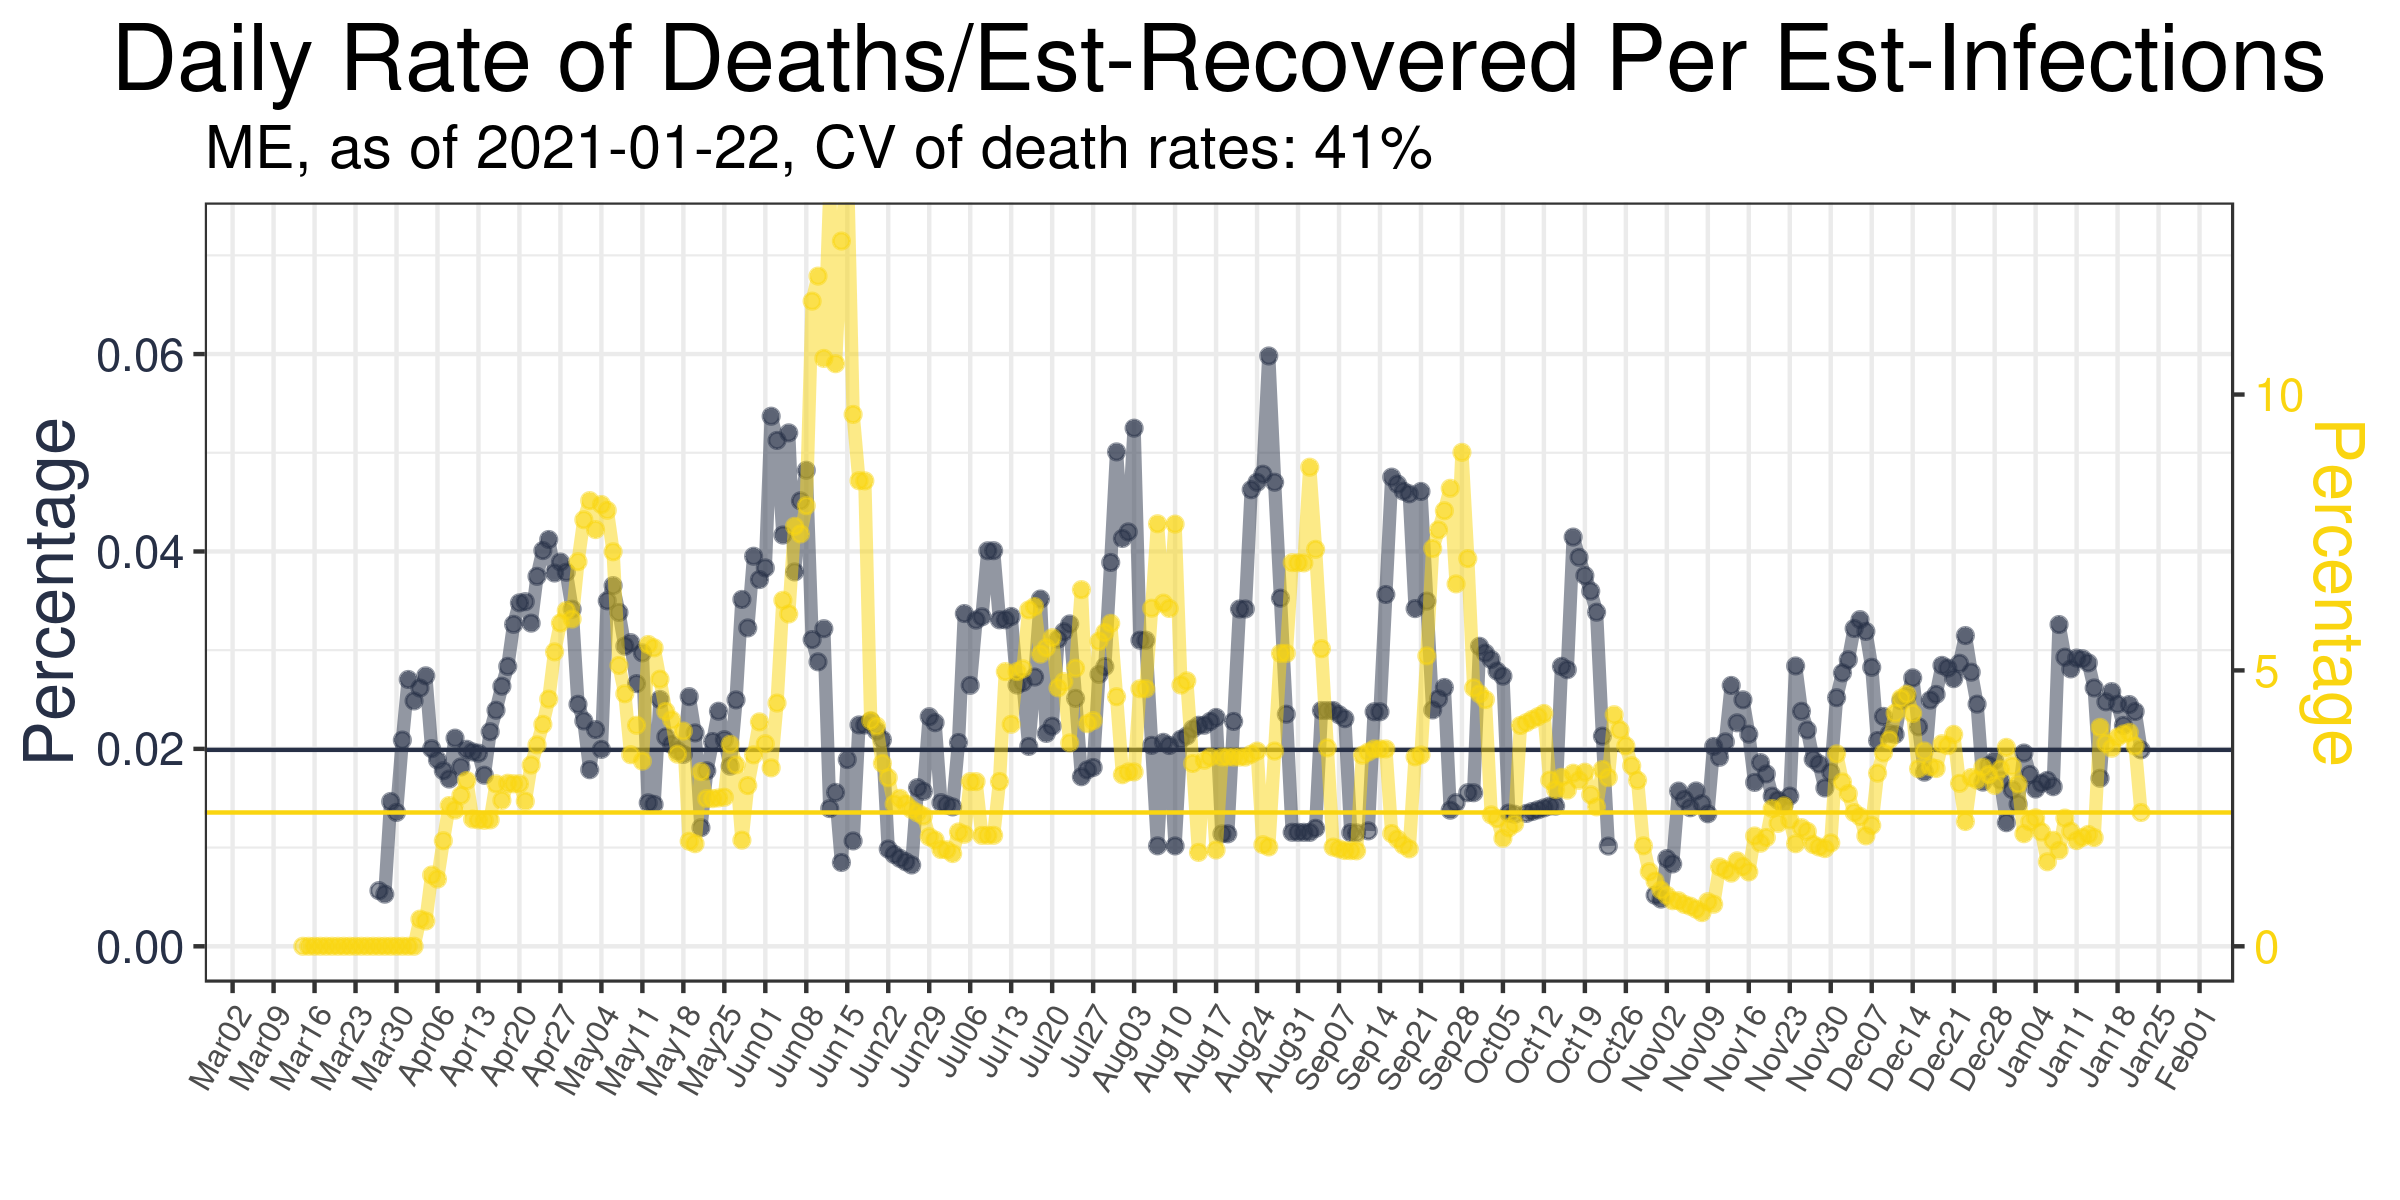 Daily Rate of Deaths/Est-Recovered Per Est-Infections
ME, as of 2021-01-22, CV of death rates: 41%
Percentage
0.06
0.04
0.02
0.00
10
5
0
Percentage
Mar02 Mar09 Mar16 Mar23 Mar30 Apr06 Apr13 Apr20 Apr27 May04 May11 May18 May25 Jun01 Jun08 Jun15 Jun22 Jun29 Jul06 Jul13 Jul20 Jul27 Aug03 Aug10 Aug17 Aug24 Aug31 Sep07 Sep14 Sep21 Sep28 Oct05 Oct12 Oct19 Oct26 Nov02 Nov09 Nov16 Nov23 Nov30 Dec07 Dec14 Dec21 Dec28 Jan04 Jan11 Jan18 Jan25 Feb01